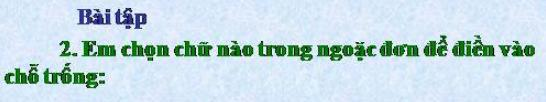 Bài tập
2. Em chọn chữ nào trong ngoặc đơn để điền vào
chỗ trống: